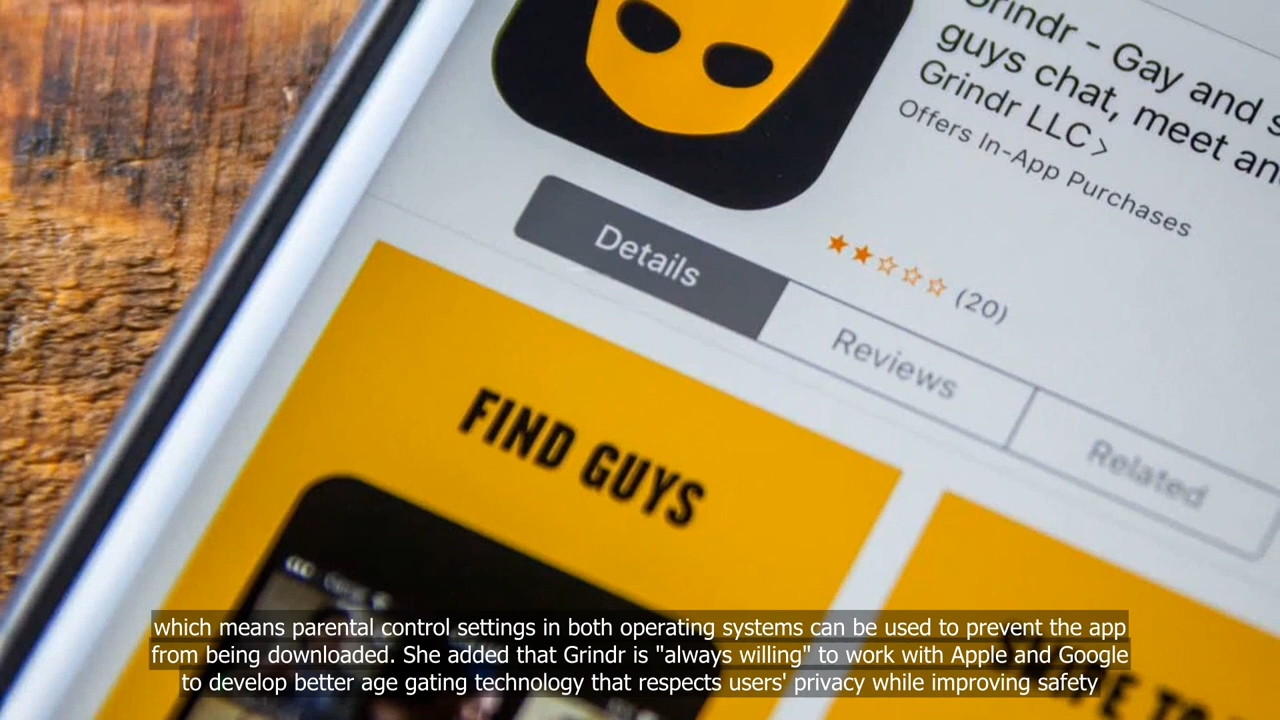 Grindr - Gay and s
guys chat, meet an
Grindr LLC >
Offers In-App Purchases
Details
★★☆☆☆ (20)
Reviews
Related
FIND GUYS
TO
which means parental control settings in both operating systems can be used to prevent the app
from being downloaded. She added that Grindr is "always willing" to work with Apple and Google
to develop better age gating technology that respects users' privacy while improving safety